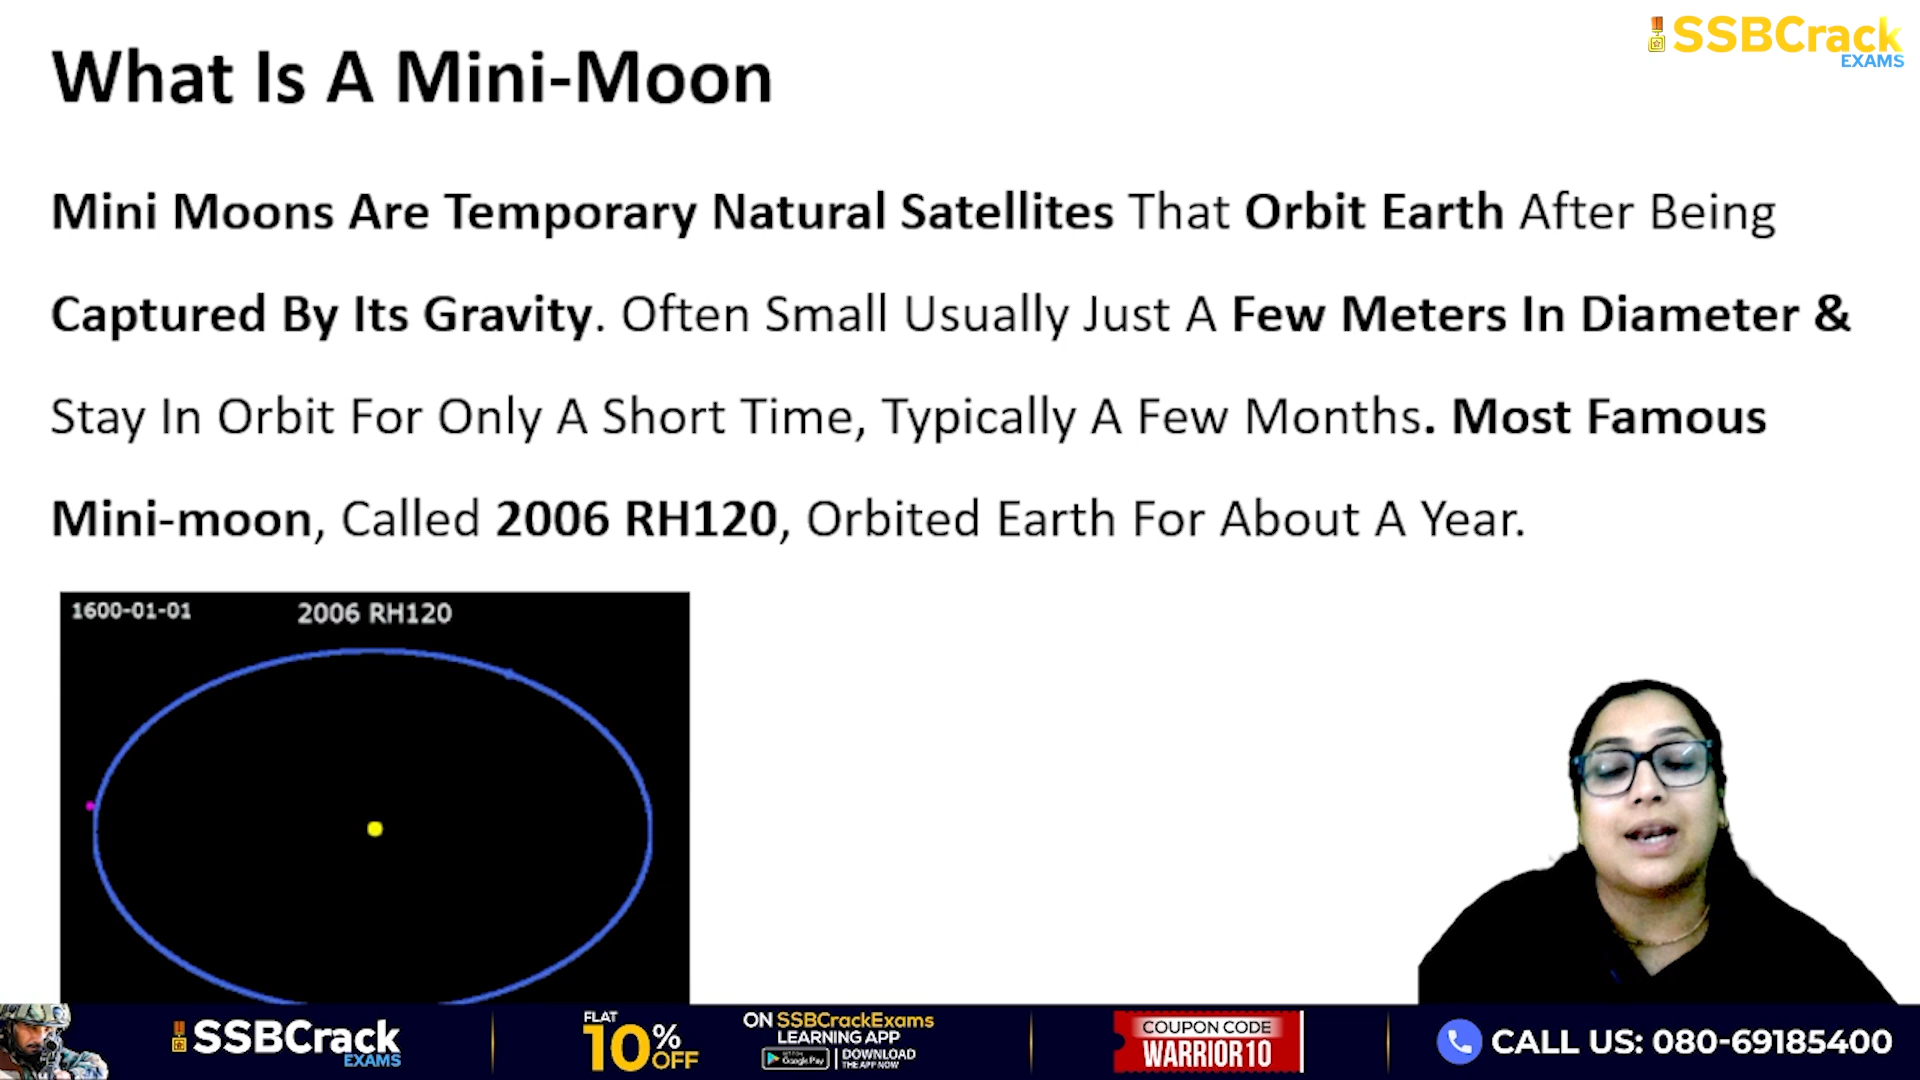 SSBCrack
EXAMS
What Is A Mini-Moon
Mini Moons Are Temporary Natural Satellites That Orbit Earth After Being
Captured By Its Gravity. Often Small Usually Just A Few Meters In Diameter &
Stay In Orbit For Only A Short Time, Typically A Few Months. Most Famous
Mini-moon, Called 2006 RH120, Orbited Earth For About A Year.
1600-01-01
2006 RH120
SSBCrack
EXAMS
FLAT
10% OFF
ON SSBCrackExams
LEARNING APP
Google Play
DOWNLOAD
THE APP NOW
COUPON CODE
WARRIOR10
CALL US: 080-69185400